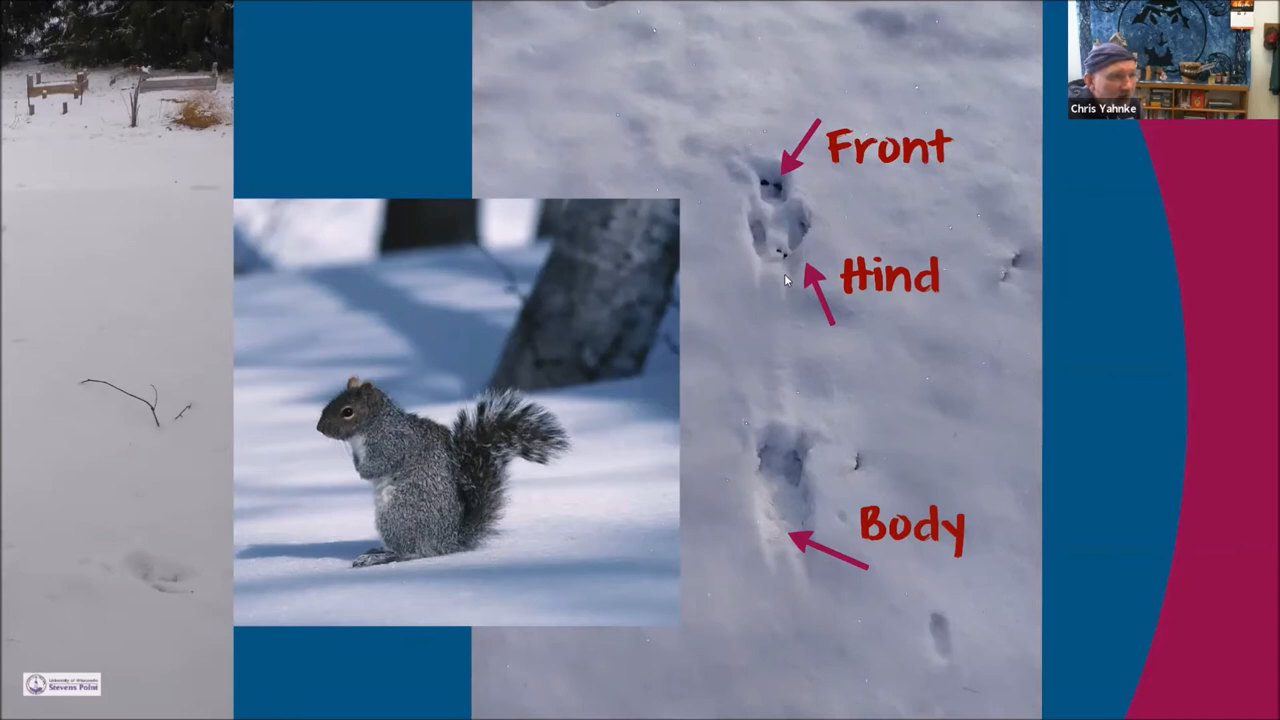 Chris Yahnke
Front
Hind
Body
University of Wisconsin
Stevens Point